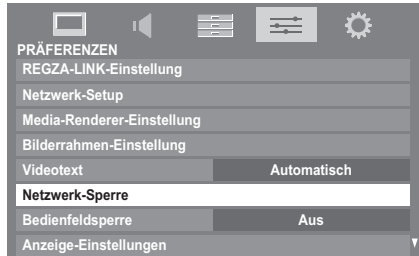 PRÄFERENZEN
REGZA-LINK-Einstellung
Netzwerk-Setup
Media-Renderer-Einstellung
Bilderrahmen-Einstellung
Videotext Automatisch
Netzwerk-Sperre
Bedienfeldsperre Aus
Anzeige-Einstellungen